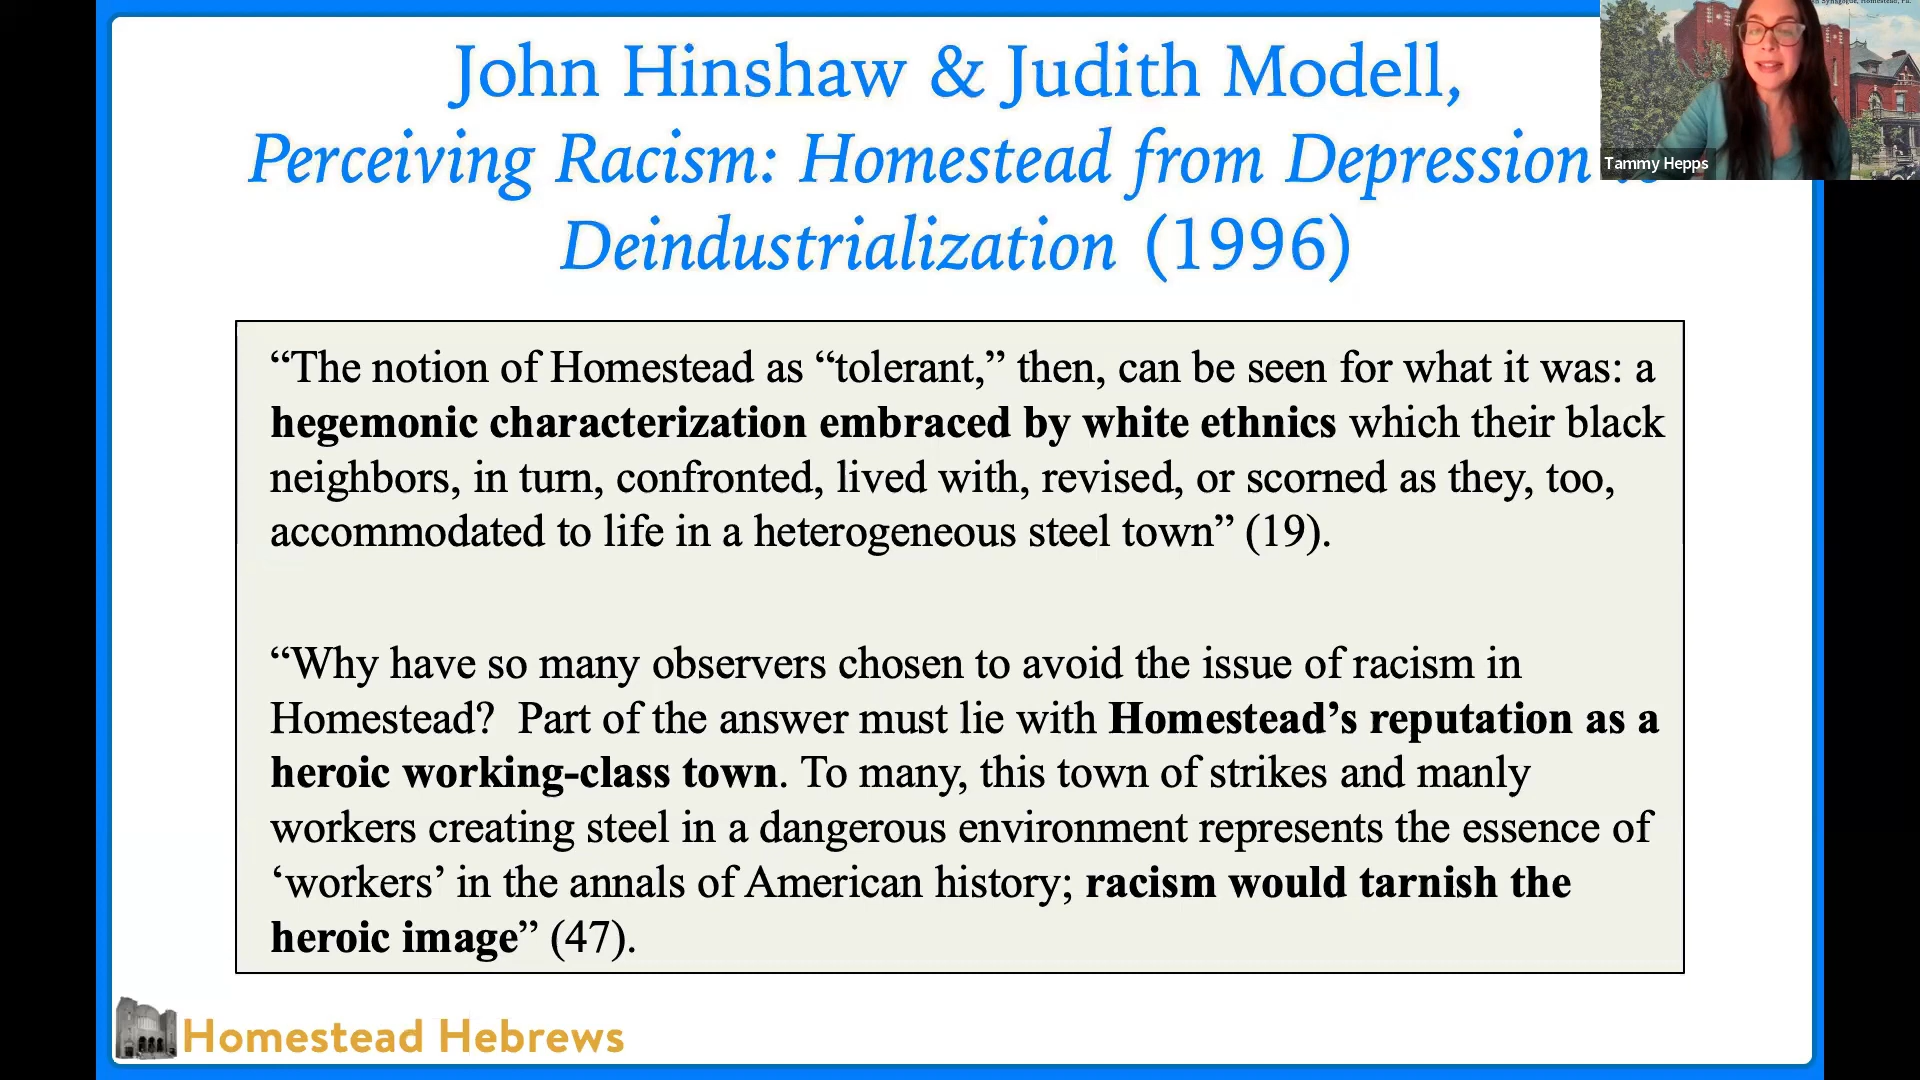 John Hinshaw & Judith Modell,
Perceiving Racism: Homestead from Depression
Deindustrialization (1996)
Synagogue, Homestead, Pa.
Tammy Hepps
“The notion of Homestead as “tolerant,” then, can be seen for what it was: a
hegemonic characterization embraced by white ethnics which their black
neighbors, in turn, confronted, lived with, revised, or scorned as they, too,
accommodated to life in a heterogeneous steel town” (19).
“Why have so many observers chosen to avoid the issue of racism in
Homestead?  Part of the answer must lie with Homestead’s reputation as a
heroic working-class town. To many, this town of strikes and manly
workers creating steel in a dangerous environment represents the essence of
‘workers’ in the annals of American history; racism would tarnish the
heroic image” (47).
Homestead Hebrews